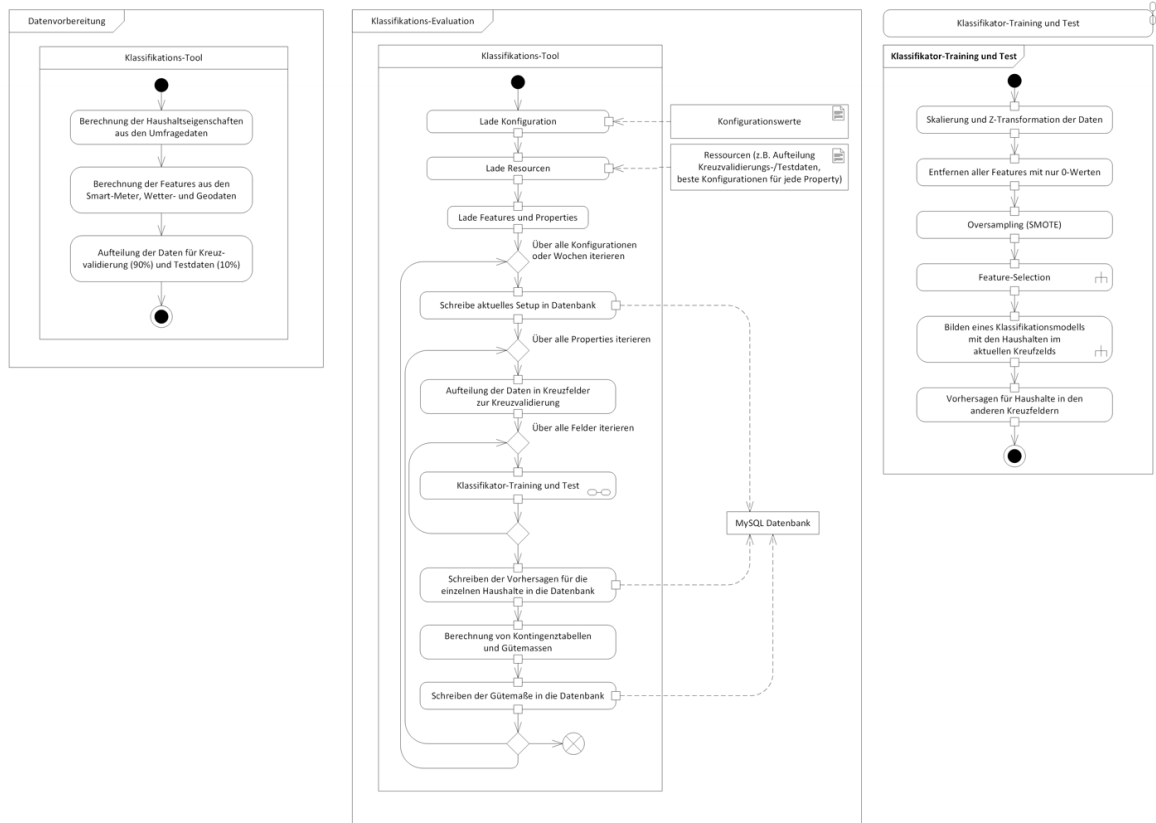 Datenvorbereitung
Klassifikations-Tool
Berechnung der Haushaltseigenschaften
aus den Umfragedaten
Berechnung der Features aus den
Smart-Meter, Wetter- und Geodaten
Aufteilung der Daten für Kreuz-
validierung (90%) und Testdaten (10%)
Klassifikations-Evaluation
Klassifikations-Tool
Lade Konfiguration
Konfigurationswerte
Lade Resourcen
Ressourcen (z.B. Aufteilung
Kreuzvalidierungs-/Testdaten,
beste Konfigurationen für jede Property)
Lade Features und Properties
Über alle Konfigurationen
oder Wochen iterieren
Schreibe aktuelles Setup in Datenbank
Über alle Properties iterieren
Aufteilung der Daten in Kreuzfelder
zur Kreuzvalidierung
Über alle Felder iterieren
Klassifikator-Training und Test
MySQL Datenbank
Schreiben der Vorhersagen für die
einzelnen Haushalte in die Datenbank
Berechnung von Kontingenztabellen
und Gütemassen
Schreiben der Gütemaße in die Datenbank
Klassifikator-Training und Test
Klassifikator-Training und Test
Skalierung und Z-Transformation der Daten
Entfernen aller Features mit nur 0-Werten
Oversampling (SMOTE)
Feature-Selection
Bilden eines Klassifikationsmodells
mit den Haushalten im
aktuellen Kreufzelds
Vorhersagen für Haushalte in den
anderen Kreuzfeldern